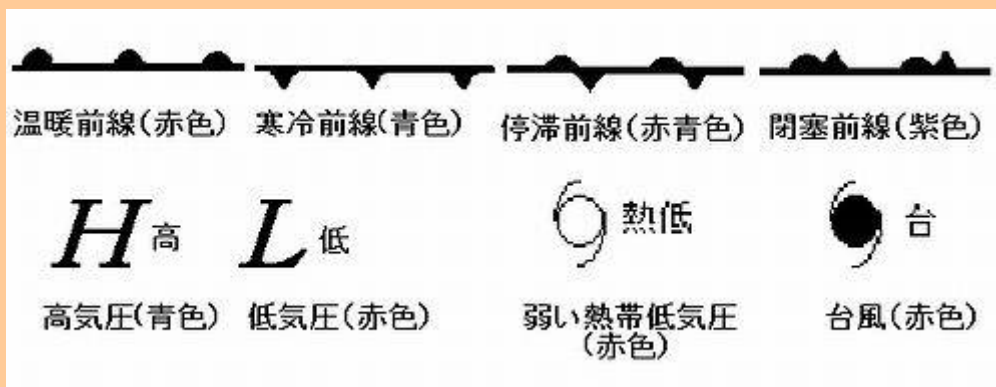 温暖前線(赤色) 寒冷前線(青色) 停滞前線(赤青色) 閉塞前線(紫色)
H高 L低 熱低 台
高気圧(青色) 低気圧(赤色) 弱い熱帯低気圧 台風(赤色)
(赤色)